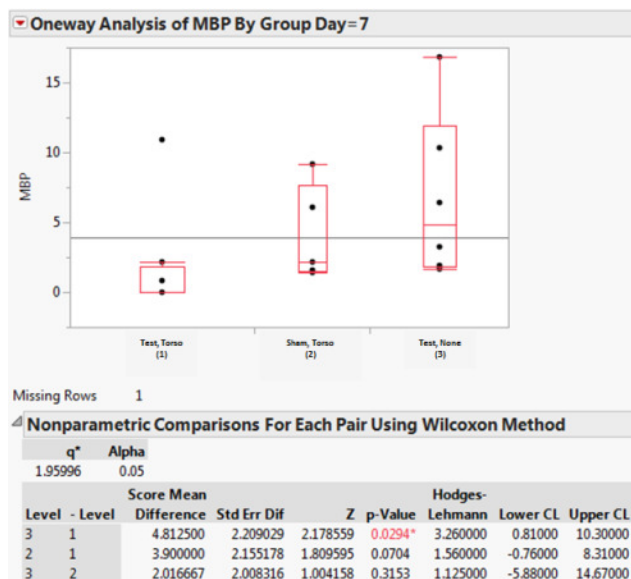 Oneway Analysis of MBP By Group Day=7
15
10
MBP
5
0
Test, Torso
(1)
Sham, Torso
(2)
Test, None
(3)
Missing Rows 1
Nonparametric Comparisons For Each Pair Using Wilcoxon Method
q* Alpha
1.95996 0.05
Score Mean Hodges-
Level - Level Difference Std Err Dif Z p-Value Lehmann Lower CL Upper CL
3 1 4.812500 2.209029 2.178559 0.0294* 3.260000 0.81000 10.30000
2 1 3.900000 2.155178 1.809595 0.0704 1.560000 -0.76000 8.31000
3 2 2.016667 2.008316 1.004158 0.3153 1.125000 -5.88000 14.67000